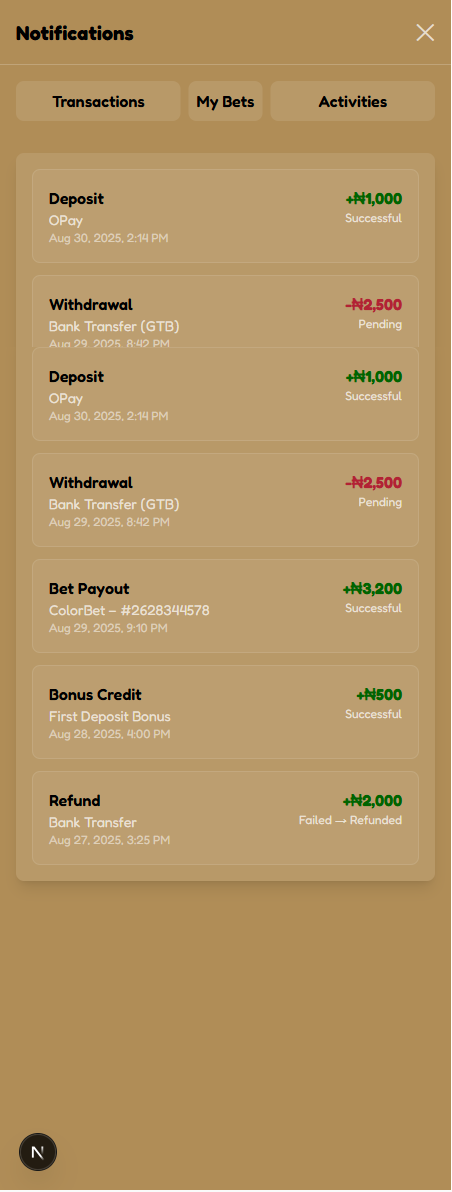 Notifications
Transactions
My Bets
Activities
Deposit
+₦1,000
OPay
Successful
Aug 30, 2025, 2:14 PM
Withdrawal
-₦2,500
Bank Transfer (GTB)
Pending
Aug 29, 2025, 8:42 PM
Deposit
+₦1,000
OPay
Successful
Aug 30, 2025, 2:14 PM
Withdrawal
-₦2,500
Bank Transfer (GTB)
Pending
Aug 29, 2025, 8:42 PM
Bet Payout
+₦3,200
ColorBet – #2628344578
Successful
Aug 29, 2025, 9:10 PM
Bonus Credit
+₦500
First Deposit Bonus
Successful
Aug 28, 2025, 4:00 PM
Refund
+₦2,000
Bank Transfer
Failed → Refunded
Aug 27, 2025, 3:25 PM
N